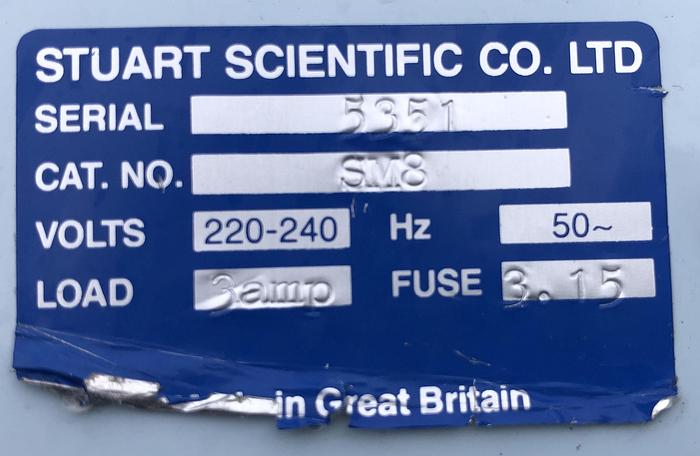 STUART SCIENTIFIC CO. LTD
SERIAL 5351
CAT. NO. SM8
VOLTS 220-240 Hz 50~
LOAD 3amp FUSE 3.15
in Great Britain